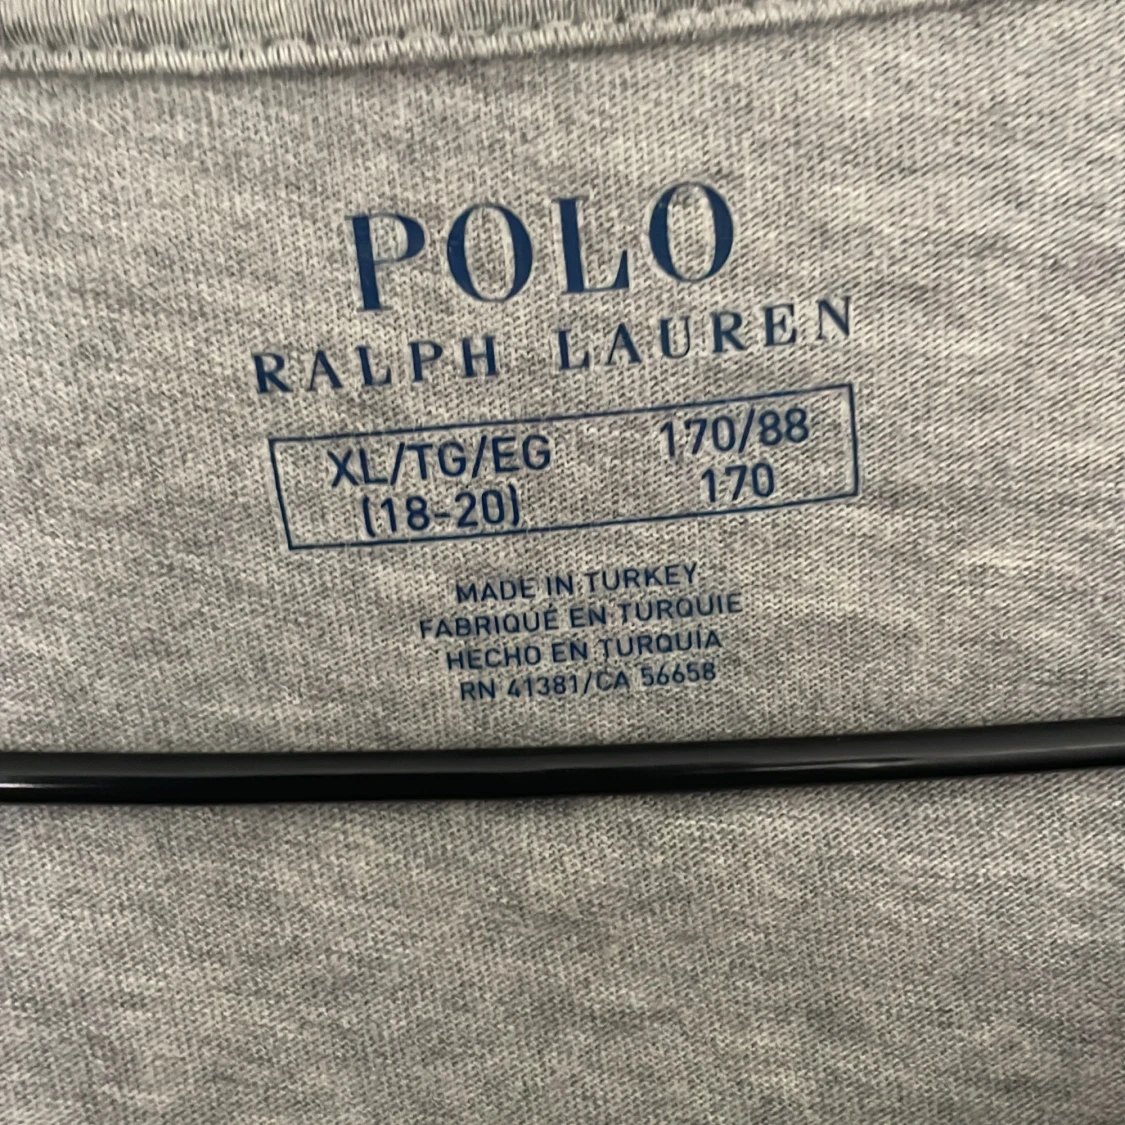 POLO
RALPH LAUREN
XL/TG/EG 170/88
(18-20) 170
MADE IN TURKEY
FABRIQUÉ EN TURQUIE
HECHO EN TURQUÍA
RN 41381/CA 56658